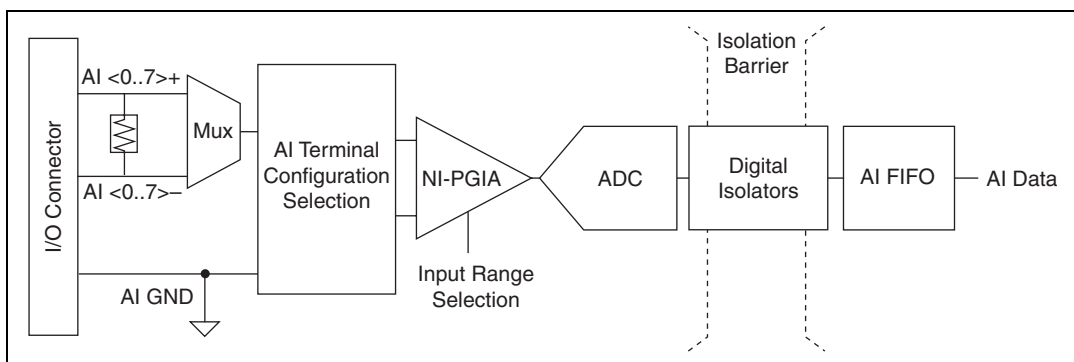 Isolation
Barrier
I/O Connector
AI <0..7>+
Mux
AI <0..7>–
AI GND
AI Terminal
Configuration
Selection
NI-PGIA
Input Range
Selection
ADC
Digital
Isolators
AI FIFO
AI Data